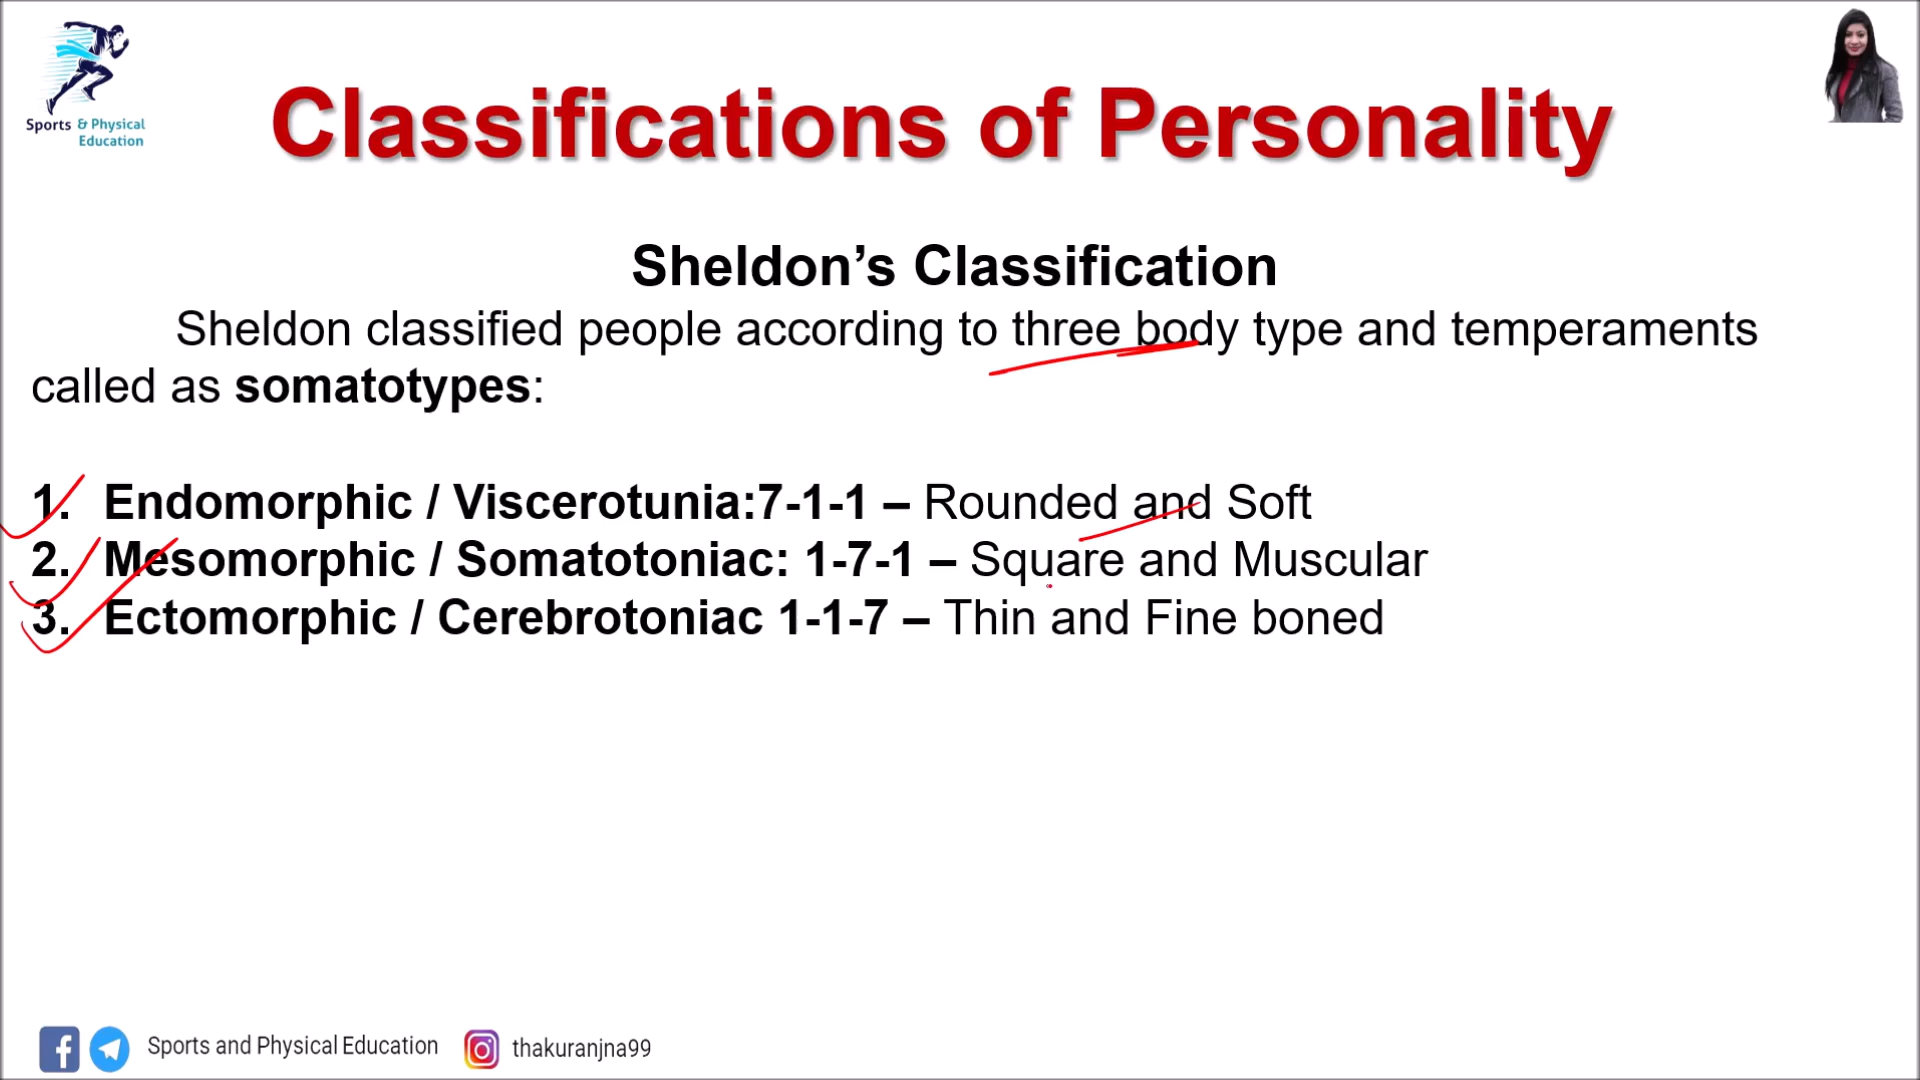 Sports & Physical
Education
Classifications of Personality
Sheldon’s Classification
Sheldon classified people according to three body type and temperaments
called as somatotypes:
1. Endomorphic / Viscerotunia:7-1-1 – Rounded and Soft
2. Mesomorphic / Somatotoniac: 1-7-1 – Square and Muscular
3. Ectomorphic / Cerebrotoniac 1-1-7 – Thin and Fine boned
Sports and Physical Education thakuranjna99